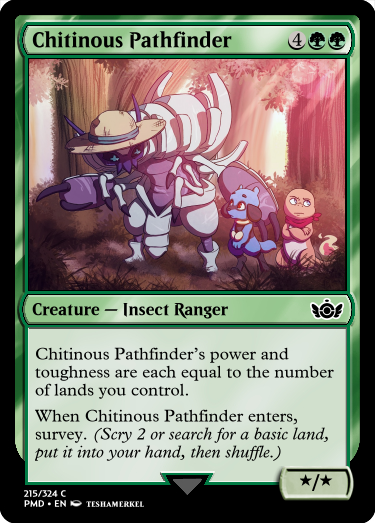 Chitinous Pathfinder 4
Creature — Insect Ranger
Chitinous Pathfinder's power and
toughness are each equal to the number
of lands you control.
When Chitinous Pathfinder enters,
survey. (Scry 2 or search for a basic land,
put it into your hand, then shuffle.)
★/★
215/324 C
PMD • EN TESHAMERKEL